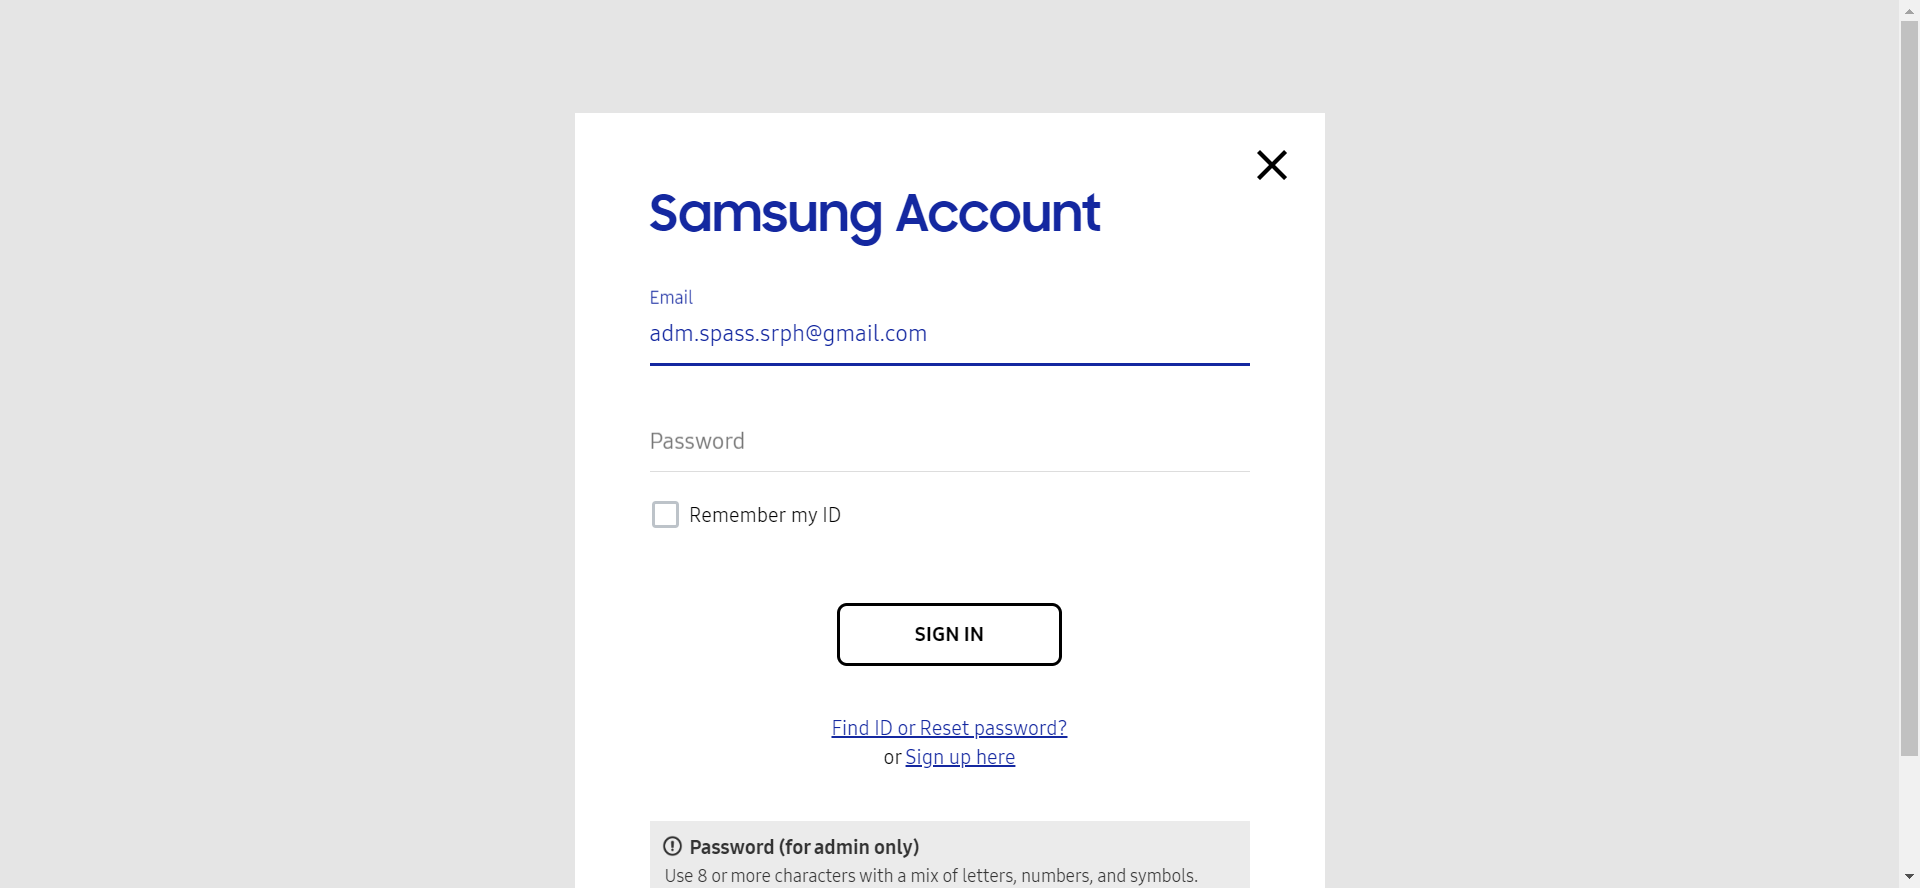 Samsung Account
Email
adm.spass.srph@gmail.com
Password
Remember my ID
SIGN IN
Find ID or Reset password?
or Sign up here
Password (for admin only)
Use 8 or more characters with a mix of letters, numbers, and symbols.